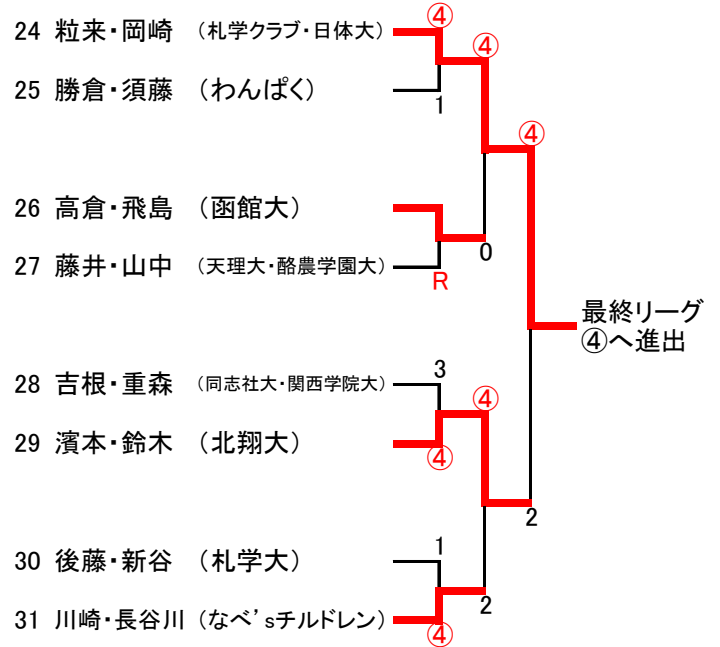 ④
24 粒来・岡崎 (札学クラブ・日体大)
④
25 勝倉・須藤 (わんぱく)
1
④
26 高倉・飛島 (函館大)
0
27 藤井・山中 (天理大・酪農学園大)
R
最終リーグ
④へ進出
3
28 吉根・重森 (同志社大・関西学院大)
④
29 濱本・鈴木 (北翔大)
④
2
1
30 後藤・新谷 (札学大)
2
31 川崎・長谷川 (なべ’sチルドレン)
④